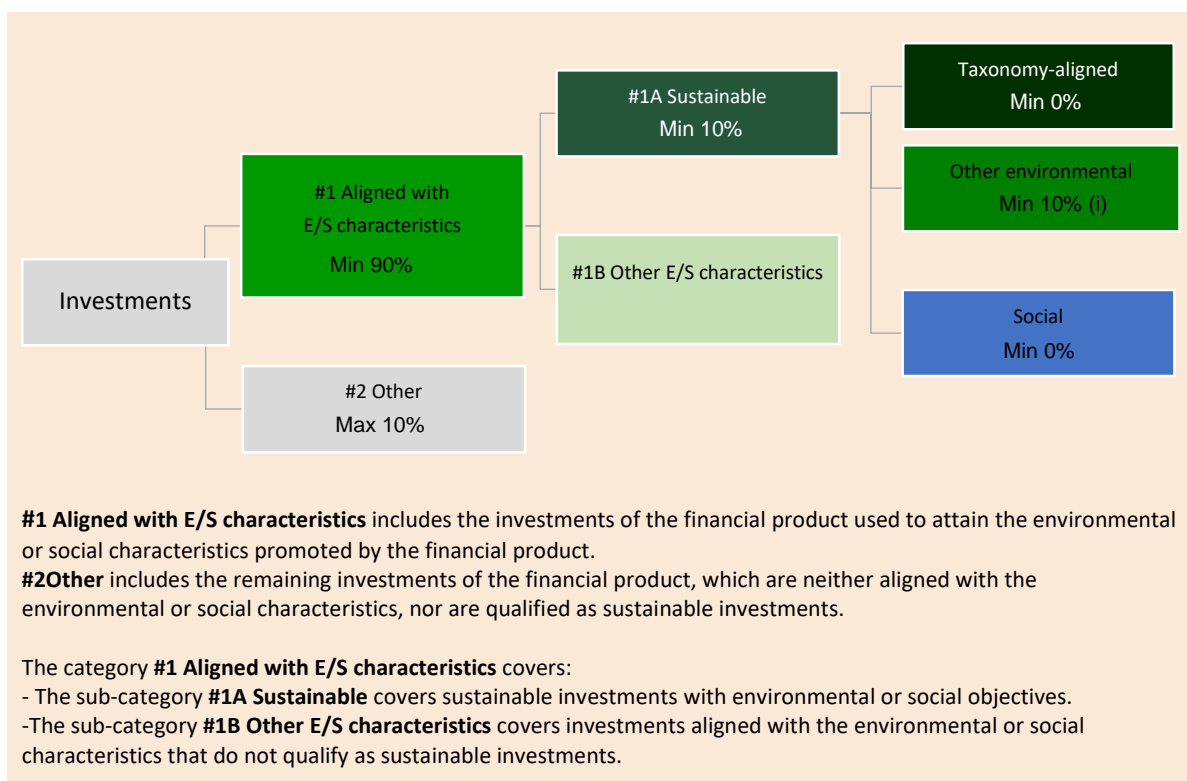 Investments
#1 Aligned with
E/S characteristics
Min 90%
#2 Other
Max 10%
#1A Sustainable
Min 10%
#1B Other E/S characteristics
Taxonomy-aligned
Min 0%
Other environmental
Min 10% (i)
Social
Min 0%
#1 Aligned with E/S characteristics includes the investments of the financial product used to attain the environmental
or social characteristics promoted by the financial product.
#2Other includes the remaining investments of the financial product, which are neither aligned with the
environmental or social characteristics, nor are qualified as sustainable investments.
The category #1 Aligned with E/S characteristics covers:
- The sub-category #1A Sustainable covers sustainable investments with environmental or social objectives.
-The sub-category #1B Other E/S characteristics covers investments aligned with the environmental or social
characteristics that do not qualify as sustainable investments.